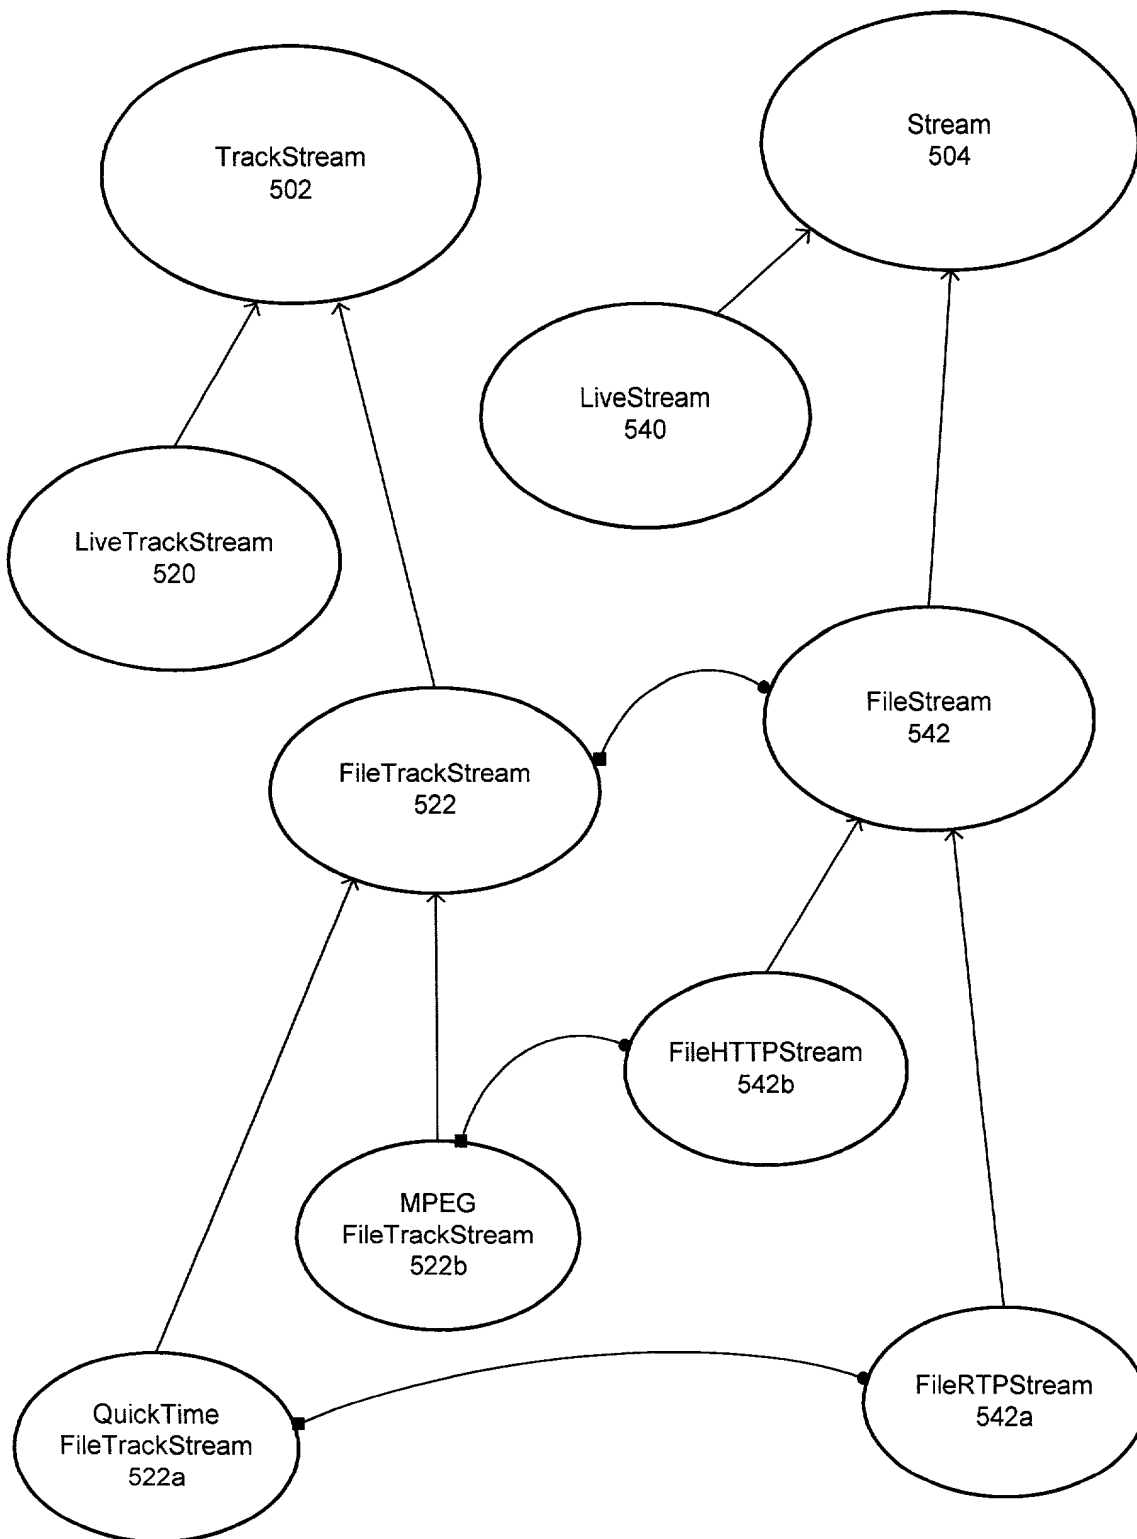 Stream
504
TrackStream
502
LiveStream
540
LiveTrackStream
520
FileStream
542
FileTrackStream
522
FileHTTPStream
542b
MPEG
FileTrackStream
522b
FileRTPStream
542a
QuickTime
FileTrackStream
522a